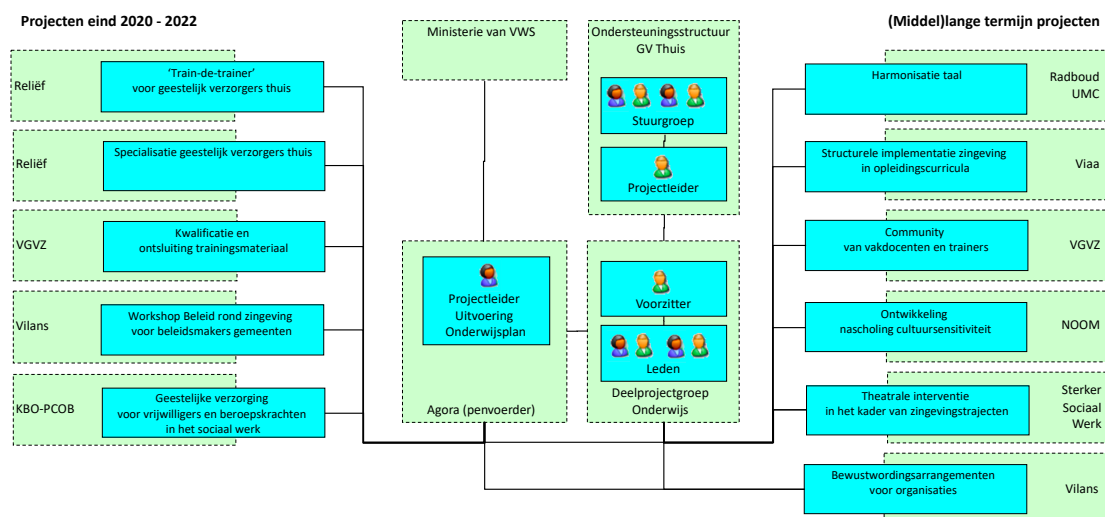 Projecten eind 2020 - 2022
Reliëf
'Train-de-trainer'
voor geestelijk verzorgers thuis
Reliëf
Specialisatie geestelijk verzorgers thuis
VGVZ
Kwalificatie en
ontsluiting trainingsmateriaal
Vilans
Workshop Beleid rond zingeving
voor beleidsmakers gemeenten
KBO-PCOB
Geestelijke verzorging
voor vrijwilligers en beroepskrachten
in het sociaal werk
Ministerie van VWS
Projectleider
Uitvoering
Onderwijsplan
Agora (penvoerder)
Ondersteuningsstructuur
GV Thuis
Stuurgroep
Projectleider
Voorzitter
Leden
Deelprojectgroep
Onderwijs
(Middel)lange termijn projecten
Harmonisatie taal
Radboud
UMC
Structurele implementatie zingeving
in opleidingscurricula
Viaa
Community
van vakdocenten en trainers
VGVZ
Ontwikkeling
nascholing cultuursensitiviteit
NOOM
Theatrale interventie
in het kader van zingevingstrajecten
Sterker
Sociaal
Werk
Bewustwordingsarrangementen
voor organisaties
Vilans